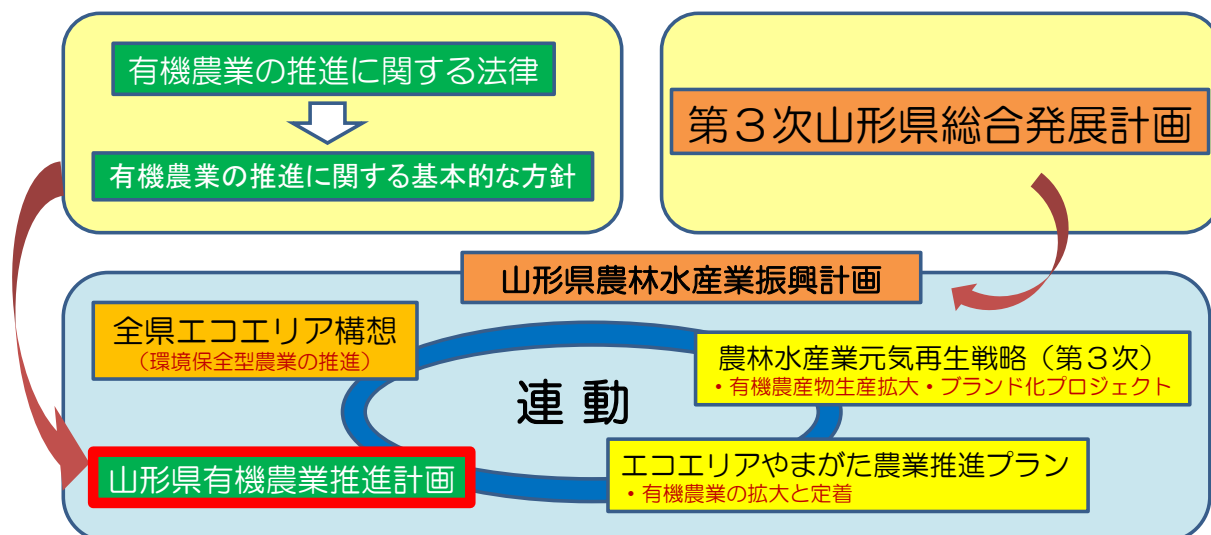 有機農業の推進に関する法律
有機農業の推進に関する基本的な方針
第３次山形県総合発展計画
山形県農林水産業振興計画
全県エコエリア構想
（環境保全型農業の推進）
農林水産業元気再生戦略（第３次）
・有機農産物生産拡大・ブランド化プロジェクト
連動
山形県有機農業推進計画
エコエリアやまがた農業推進プラン
・有機農業の拡大と定着